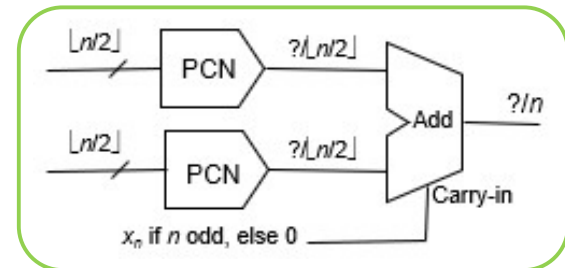 ⌊n/2⌋
PCN
?/⌊n/2⌋
Add
?/n
⌊n/2⌋
PCN
?/⌊n/2⌋
Carry-in
xₙ if n odd, else 0